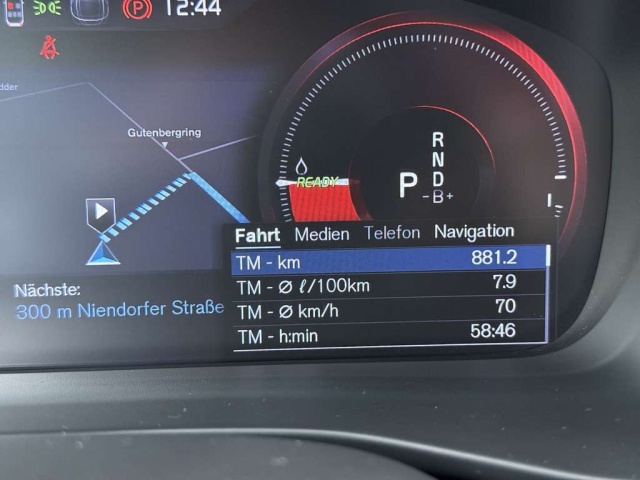 12:44
dder
Gutenbergring
READY
R
N
P D
-B+
Fahrt Medien Telefon Navigation
TM - km 881.2
TM - Ø ℓ/100km 7.9
TM - Ø km/h 70
TM - h:min 58:46
Nächste:
300 m Niendorfer Straße